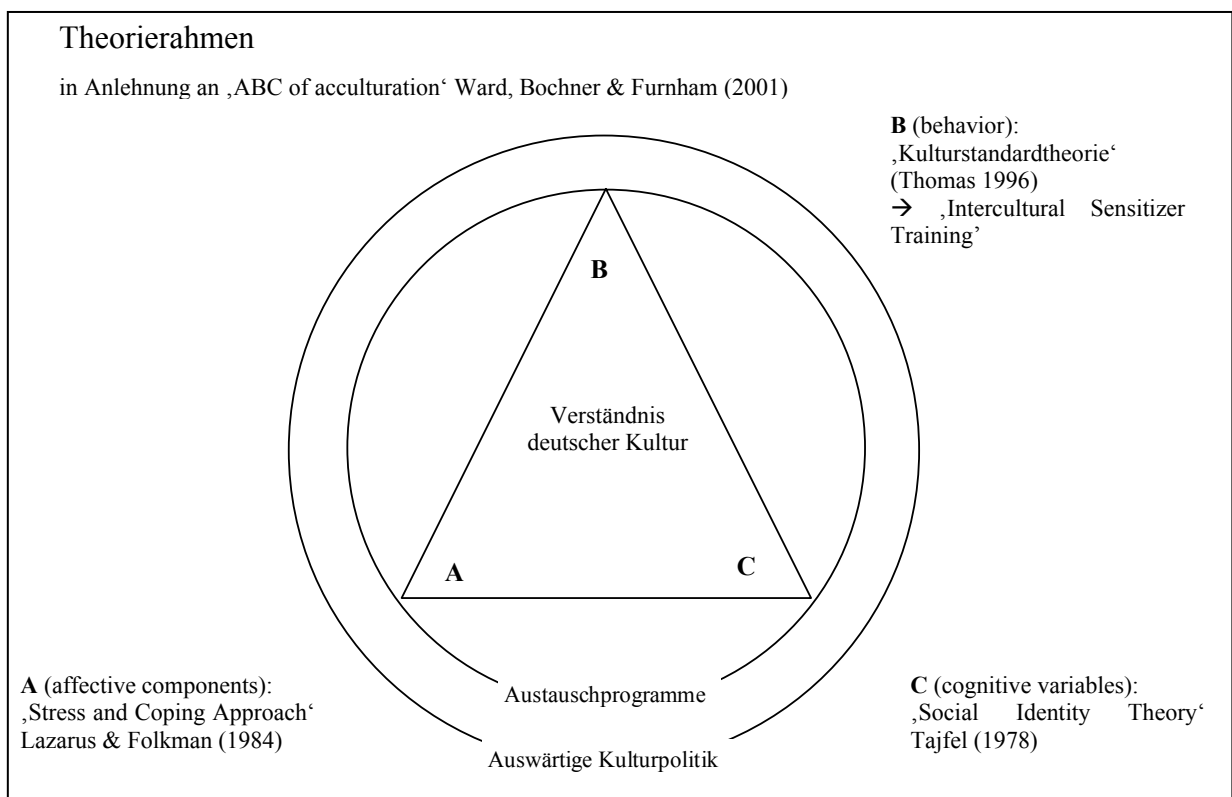 Theorierahmen
in Anlehnung an ‚ABC of acculturation‘ Ward, Bochner & Furnham (2001)
B (behavior):
‚Kulturstandardtheorie‘
(Thomas 1996)
→ ‚Intercultural Sensitizer
Training’
B
Verständnis
deutscher Kultur
A
C
A (affective components):
‚Stress and Coping Approach‘
Lazarus & Folkman (1984)
Austauschprogramme
Auswärtige Kulturpolitik
C (cognitive variables):
‚Social Identity Theory‘
Tajfel (1978)